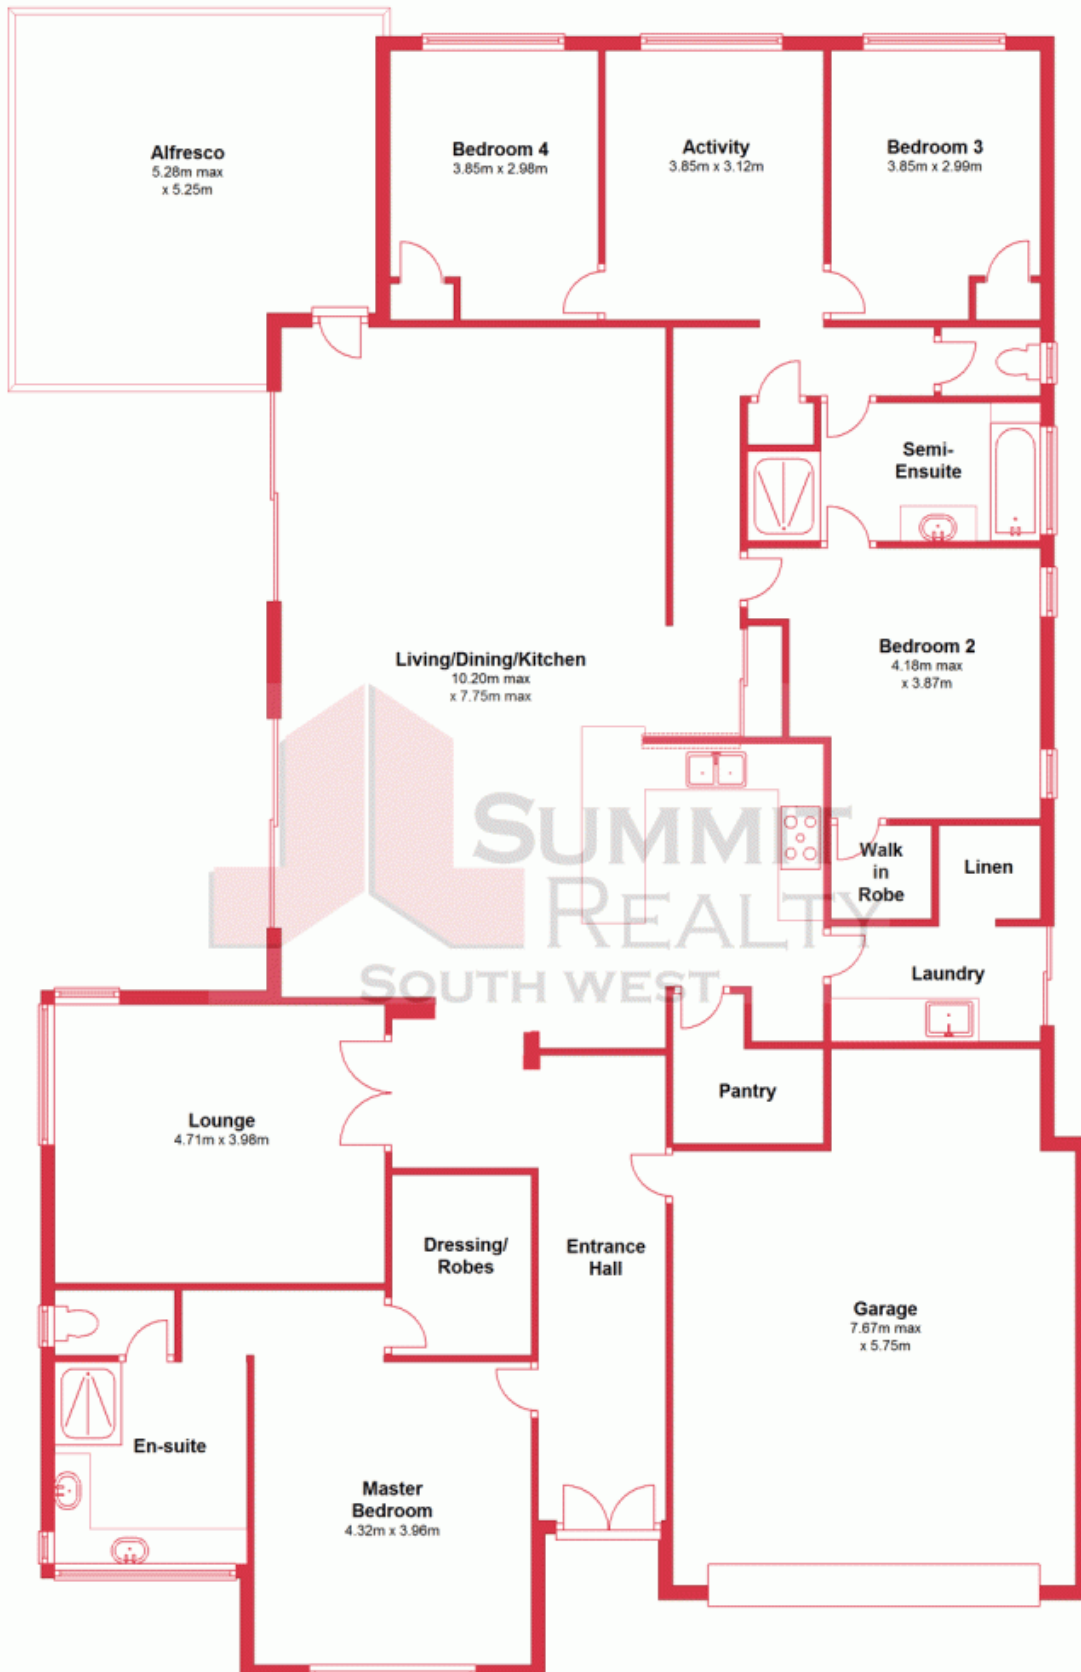 Alfresco
5.28m max
x 5.25m
Bedroom 4
3.85m x 2.98m
Activity
3.85m x 3.12m
Bedroom 3
3.85m x 2.99m
Semi-
Ensuite
Living/Dining/Kitchen
10.20m max
x 7.75m max
Bedroom 2
4.18m max
x 3.87m
SUMMIT
REALTY
SOUTH WEST
Walk
in
Robe
Linen
Laundry
Pantry
Lounge
4.71m x 3.98m
Dressing/
Robes
Entrance
Hall
Garage
7.67m max
x 5.75m
En-suite
Master
Bedroom
4.32m x 3.96m